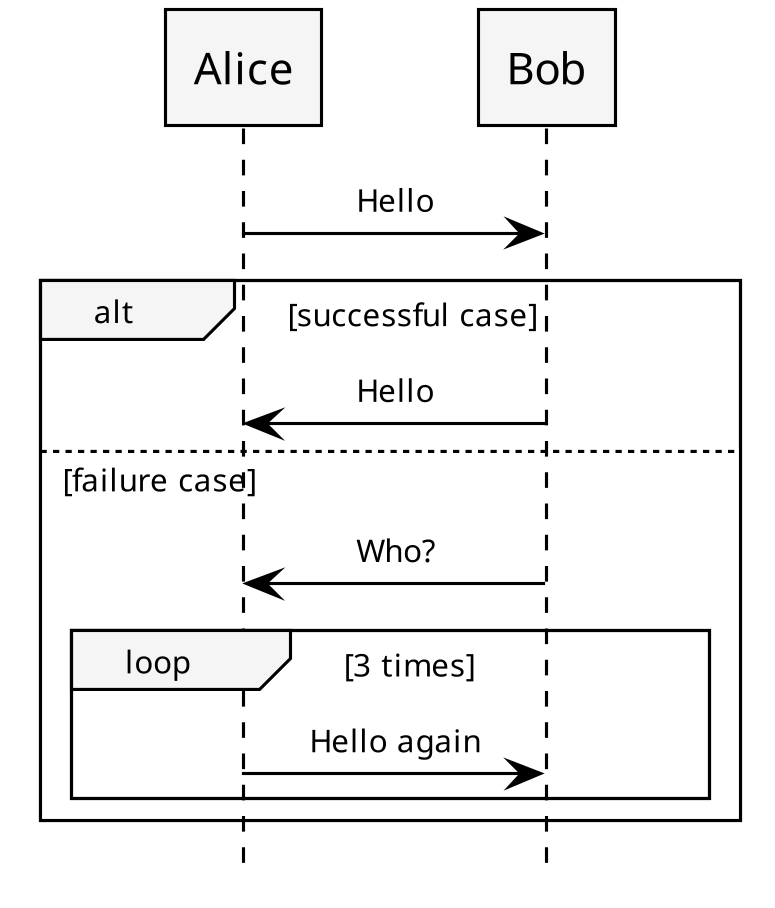 Alice
Bob
Hello
alt
[successful case]
Hello
[failure case]
Who?
loop
[3 times]
Hello again